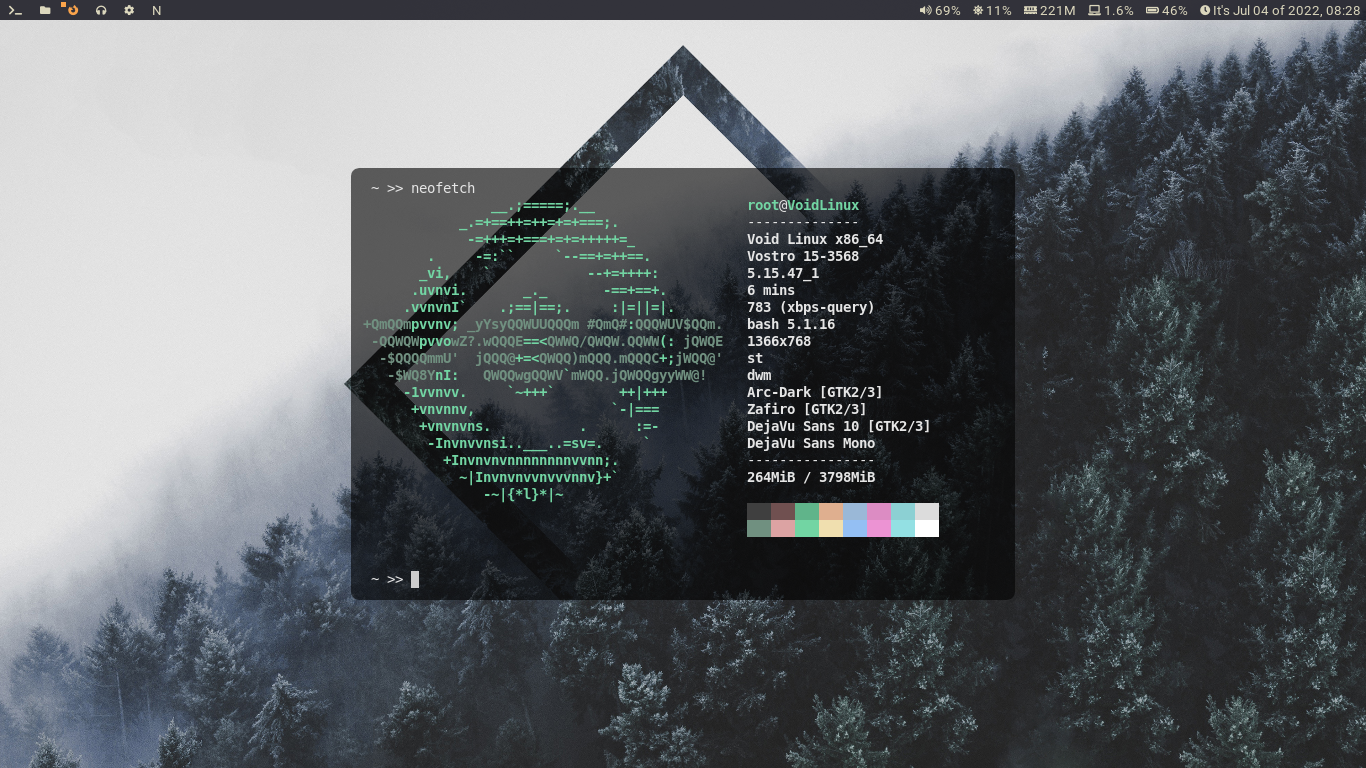 N 69% 11% 221M 1.6% 46% It's Jul 04 of 2022, 08:28
~ >> neofetch
__.;=====;.__
_.=+==++=++=+=+===;.
-=+++=+===+=+=+++++=_
. -=:`` `--==+=++==.
_vi, ` --+=++++:
.uvnvi. _._ -==+==+.
.vvnvnI` .;==|==;. :|=||=|.
+QmQQmpvvnv; _yYsyQQWUUQQQm #QmQ#:QQQWUV$QQm.
-QQWQWpvvowZ?.wQQQE==<QWWQ/QWWQ.QQWW(: jQWQE
-$QQQQmmU' jQQQ@+=<QWQQ)mQQQ.mQQQC+;jWQQ@'
-$WQ8YnI: QWQQwgQQWV`mWQQ.jQWQQgyyWW@!
-1vvnvv. `~+++` ++|+++
+vnvnnv, `-|===
+vnvnvns. . :=-
-Invnvvnsi..___..=sv=. `
+Invnvnvnnnnnnnnvvnn;.
~|Invnvnvvnvvvnnv}+`
-~|{*l}*|~
root@VoidLinux
--------------
Void Linux x86_64
Vostro 15-3568
5.15.47_1
6 mins
783 (xbps-query)
bash 5.1.16
1366x768
st
dwm
Arc-Dark [GTK2/3]
Zafiro [GTK2/3]
DejaVu Sans 10 [GTK2/3]
DejaVu Sans Mono
----------------
264MiB / 3798MiB
~ >>